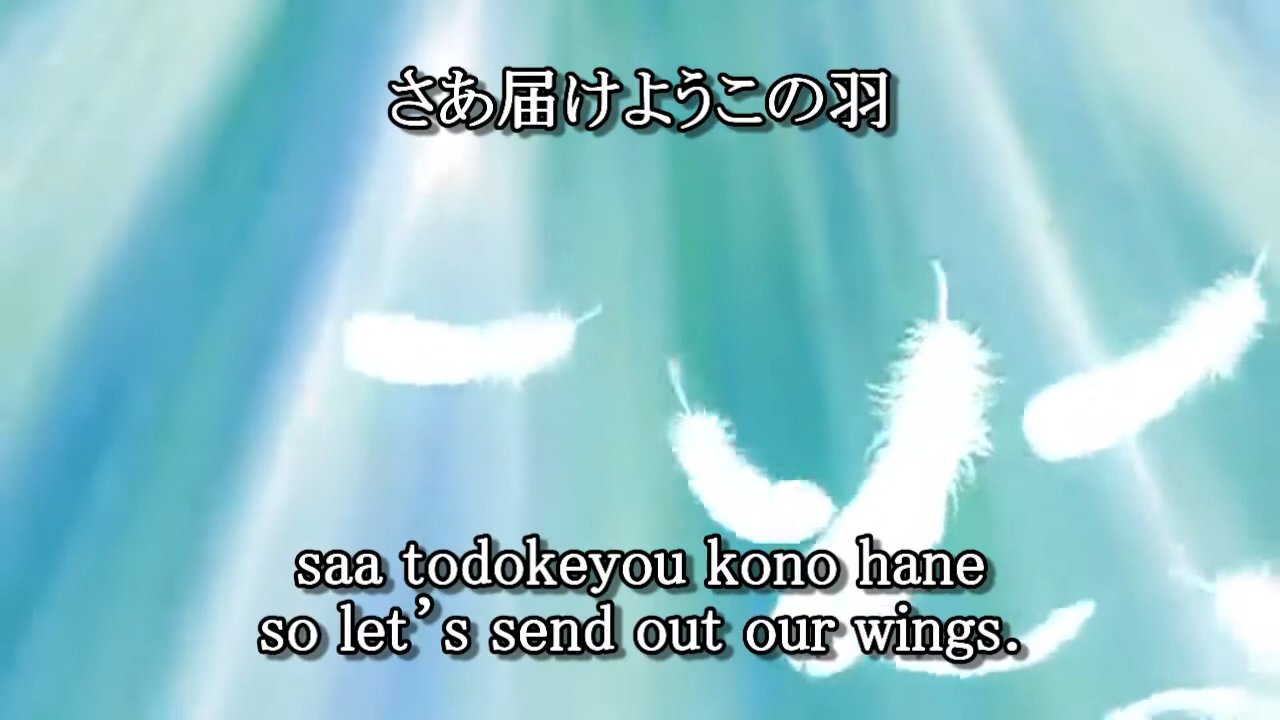 さあ届けようこの羽
saa todokeyou kono hane
so let’s send out our wings.